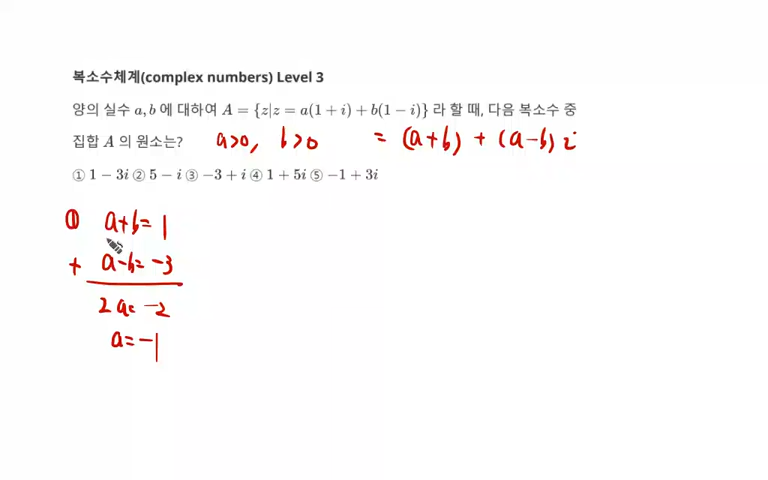 복소수체계(complex numbers) Level 3
양의 실수 a, b 에 대하여 A = {z|z = a(1 + i) + b(1 − i)} 라 할 때, 다음 복소수 중
집합 A 의 원소는? a>0, b>0 = (a+b) + (a-b) i
① 1 − 3i ② 5 − i ③ −3 + i ④ 1 + 5i ⑤ −1 + 3i
① a+b = 1
+ a-b = -3
2a = -2
a = -1